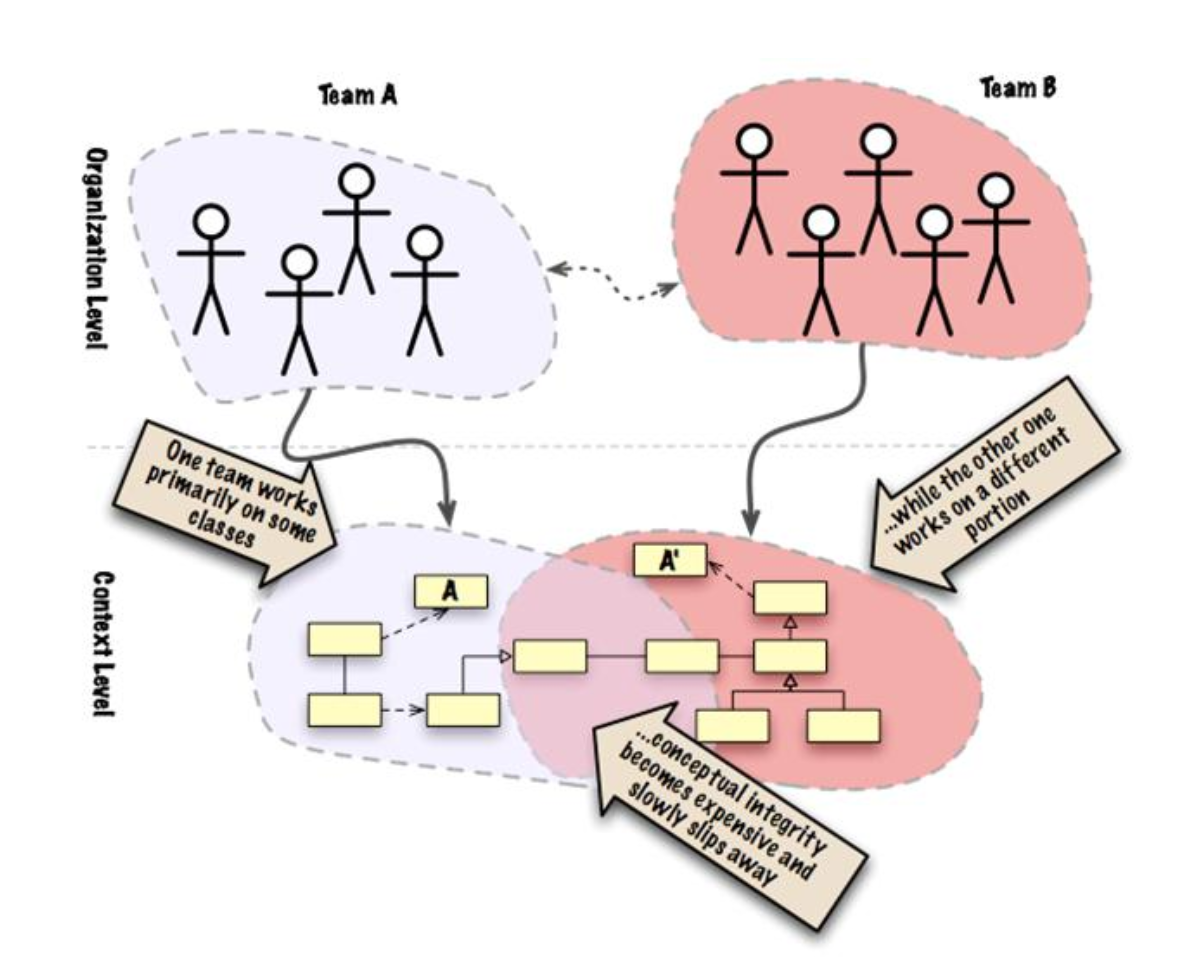 Team A
Team B
Organization Level
One team works
primarily on some
classes
...while the other one
works on a different
portion
Context Level
A
A'
...conceptual integrity
becomes expensive and
slowly slips away